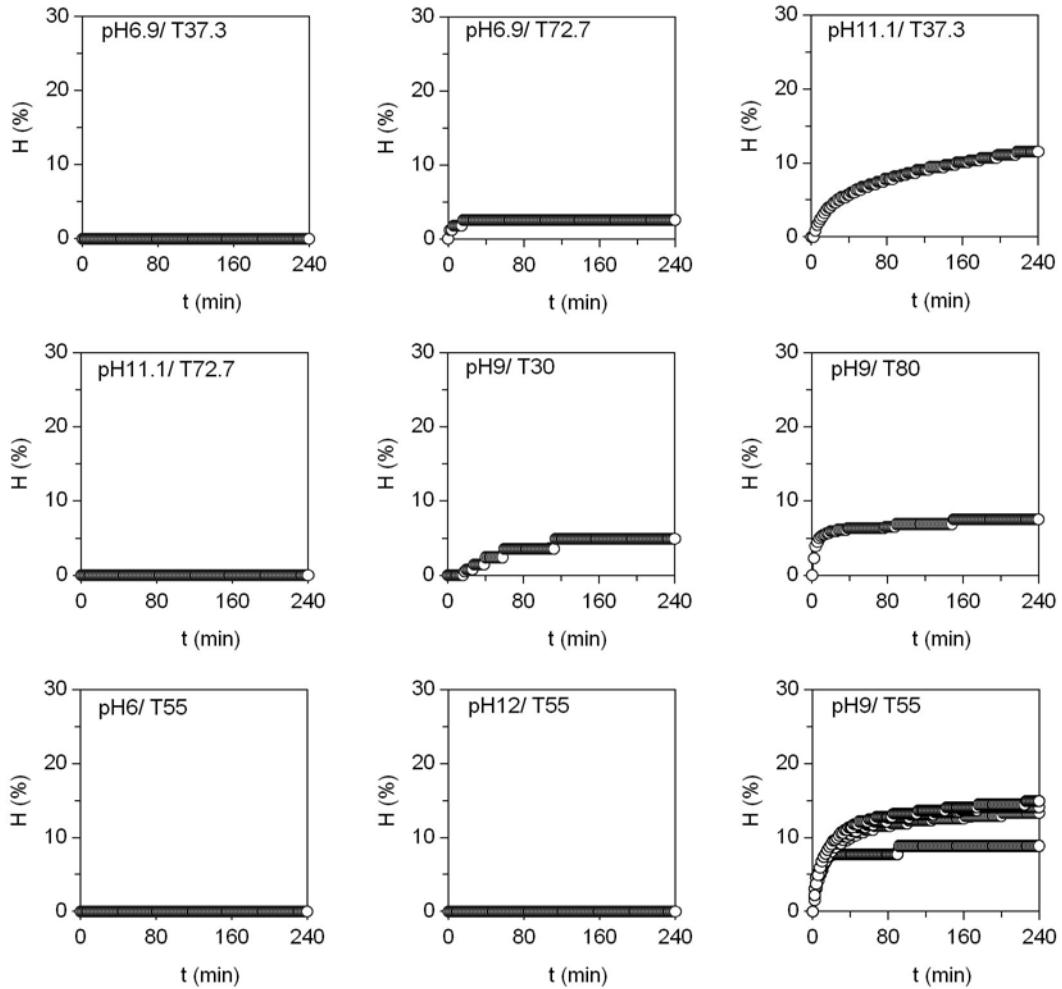 pH6.9/ T37.3
30
20
10
0
H (%)
0 80 160 240
t (min)
pH6.9/ T72.7
30
20
10
0
H (%)
0 80 160 240
t (min)
pH11.1/ T37.3
30
20
10
0
H (%)
0 80 160 240
t (min)
pH11.1/ T72.7
30
20
10
0
H (%)
0 80 160 240
t (min)
pH9/ T30
30
20
10
0
H (%)
0 80 160 240
t (min)
pH9/ T80
30
20
10
0
H (%)
0 80 160 240
t (min)
pH6/ T55
30
20
10
0
H (%)
0 80 160 240
t (min)
pH12/ T55
30
20
10
0
H (%)
0 80 160 240
t (min)
pH9/ T55
30
20
10
0
H (%)
0 80 160 240
t (min)